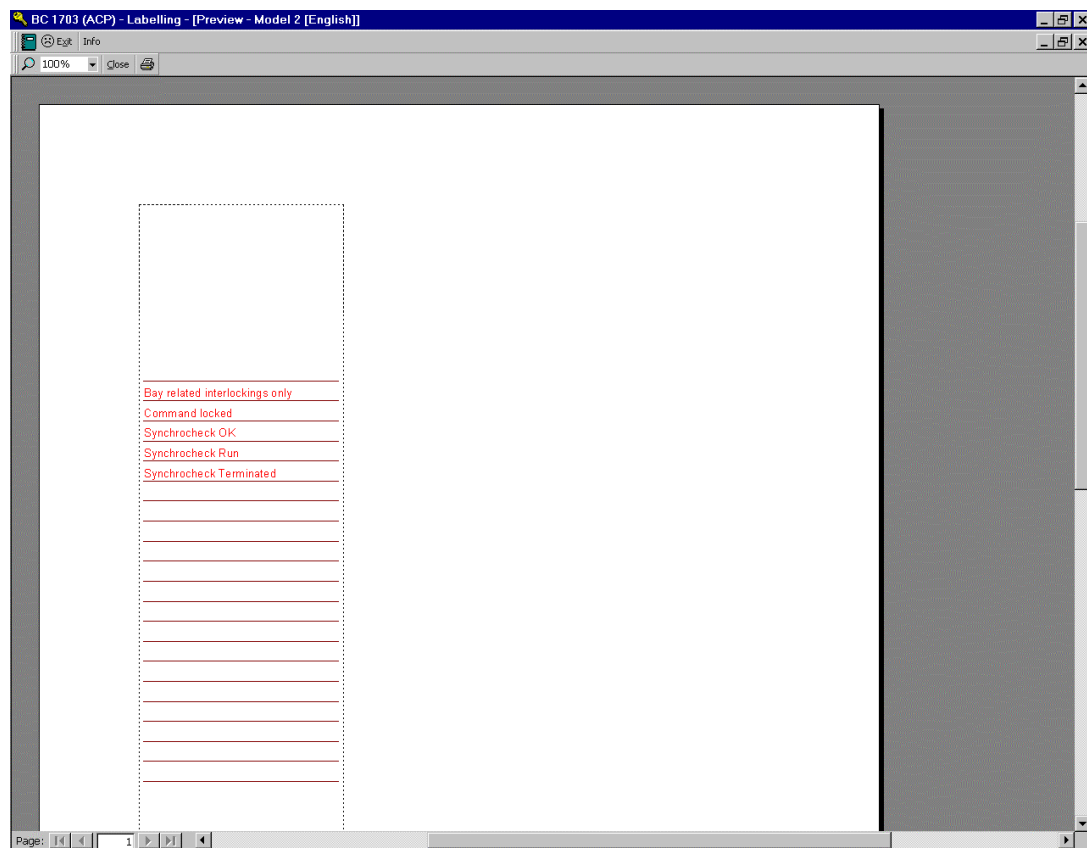 BC 1703 (ACP) - Labelling - [Preview - Model 2 [English]]
Exit Info
100% Close
Bay related interlockings only
Command locked
Synchrocheck OK
Synchrocheck Run
Synchrocheck Terminated
Page: 1